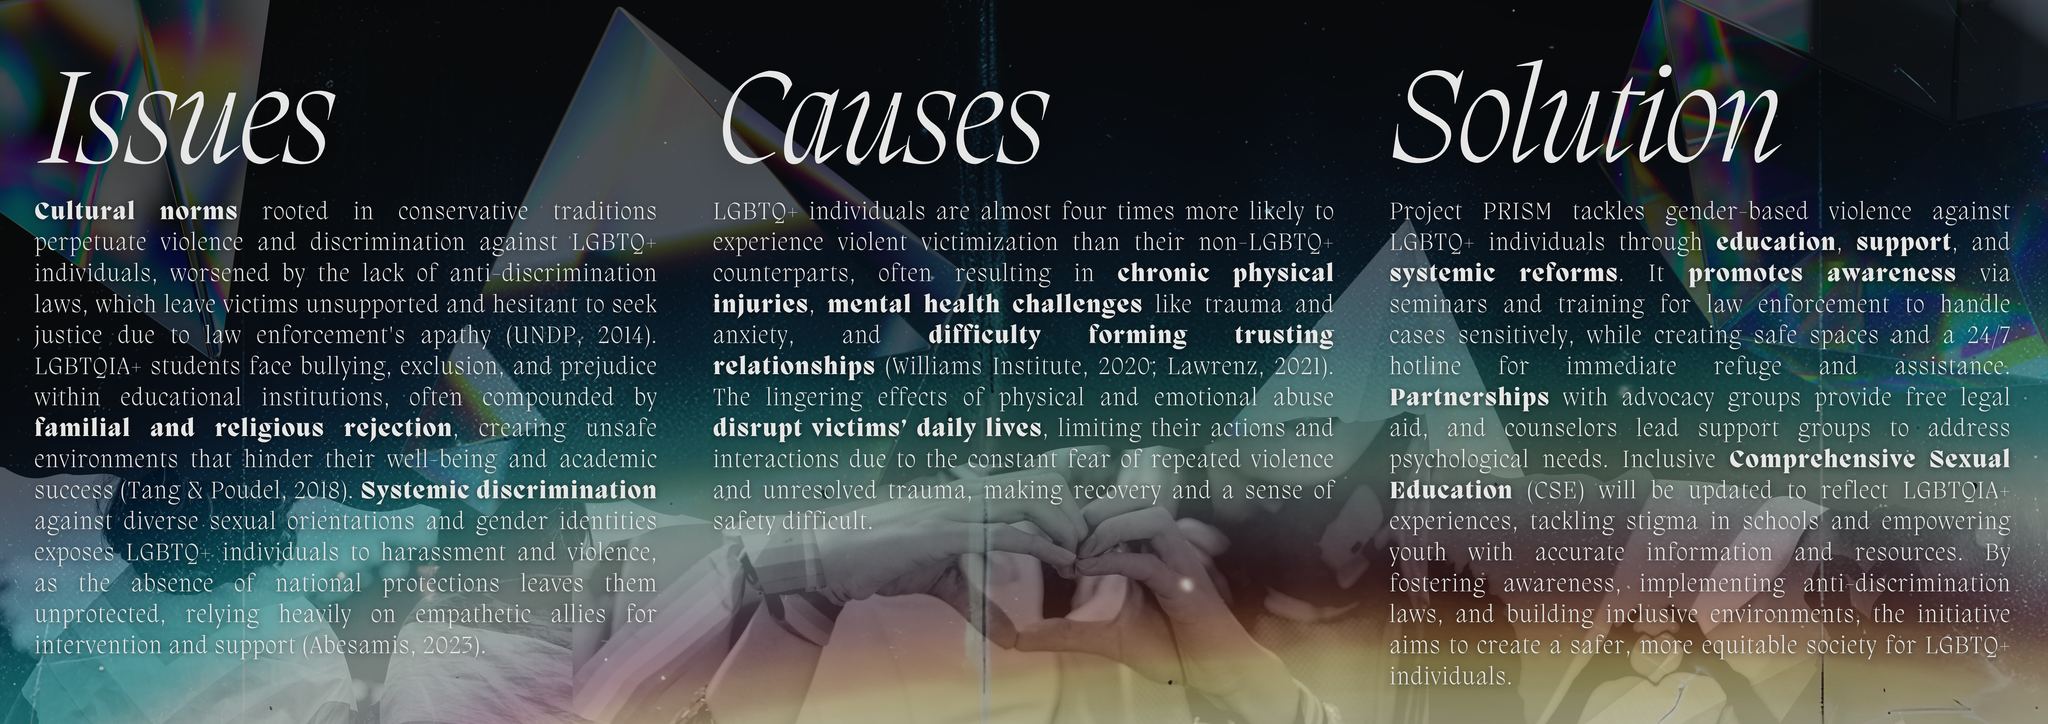 Issues
Cultural norms rooted in conservative traditions
perpetuate violence and discrimination against LGBTQ+
individuals, worsened by the lack of anti-discrimination
laws, which leave victims unsupported and hesitant to seek
justice due to law enforcement's apathy (UNDP, 2014).
LGBTQIA+ students face bullying, exclusion, and prejudice
within educational institutions, often compounded by
familial and religious rejection, creating unsafe
environments that hinder their well-being and academic
success (Tang & Poudel, 2018). Systemic discrimination
against diverse sexual orientations and gender identities
exposes LGBTQ+ individuals to harassment and violence,
as the absence of national protections leaves them
unprotected, relying heavily on empathetic allies for
intervention and support (Abesamis, 2023).
Causes
LGBTQ+ individuals are almost four times more likely to
experience violent victimization than their non-LGBTQ+
counterparts, often resulting in chronic physical
injuries, mental health challenges like trauma and
anxiety, and difficulty forming trusting
relationships (Williams Institute, 2020; Lawrenz, 2021).
The lingering effects of physical and emotional abuse
disrupt victims' daily lives, limiting their actions and
interactions due to the constant fear of repeated violence
and unresolved trauma, making recovery and a sense of
safety difficult.
Solution
Project PRISM tackles gender-based violence against
LGBTQ+ individuals through education, support, and
systemic reforms. It promotes awareness via
seminars and training for law enforcement to handle
cases sensitively, while creating safe spaces and a 24/7
hotline for immediate refuge and assistance.
Partnerships with advocacy groups provide free legal
aid, and counselors lead support groups to address
psychological needs. Inclusive Comprehensive Sexual
Education (CSE) will be updated to reflect LGBTQIA+
experiences, tackling stigma in schools and empowering
youth with accurate information and resources. By
fostering awareness, implementing anti-discrimination
laws, and building inclusive environments, the initiative
aims to create a safer, more equitable society for LGBTQ+
individuals.